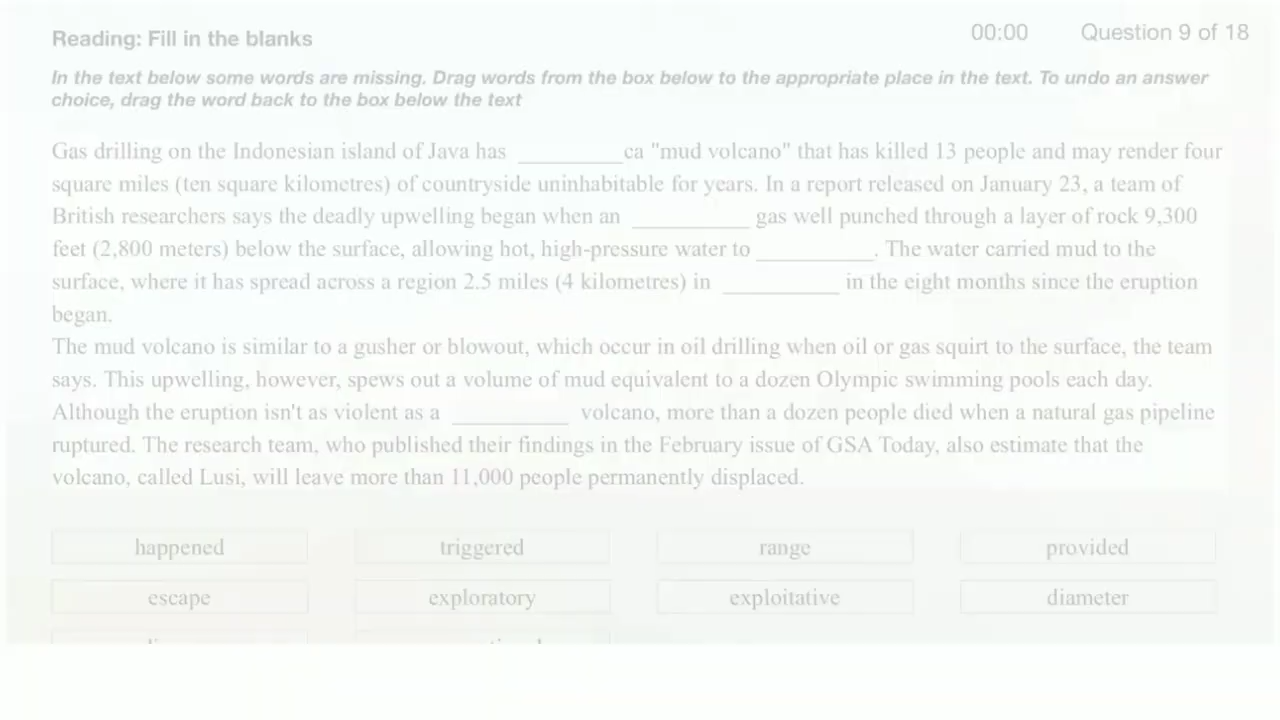 Reading: Fill in the blanks
00:00
Question 9 of 18
In the text below some words are missing. Drag words from the box below to the appropriate place in the text. To undo an answer
choice, drag the word back to the box below the text
Gas drilling on the Indonesian island of Java has _________ca "mud volcano" that has killed 13 people and may render four
square miles (ten square kilometres) of countryside uninhabitable for years. In a report released on January 23, a team of
British researchers says the deadly upwelling began when an __________ gas well punched through a layer of rock 9,300
feet (2,800 meters) below the surface, allowing hot, high-pressure water to __________. The water carried mud to the
surface, where it has spread across a region 2.5 miles (4 kilometres) in __________ in the eight months since the eruption
began.
The mud volcano is similar to a gusher or blowout, which occur in oil drilling when oil or gas squirt to the surface, the team
says. This upwelling, however, spews out a volume of mud equivalent to a dozen Olympic swimming pools each day.
Although the eruption isn't as violent as a __________ volcano, more than a dozen people died when a natural gas pipeline
ruptured. The research team, who published their findings in the February issue of GSA Today, also estimate that the
volcano, called Lusi, will leave more than 11,000 people permanently displaced.
happened triggered range provided
escape exploratory exploitative diameter